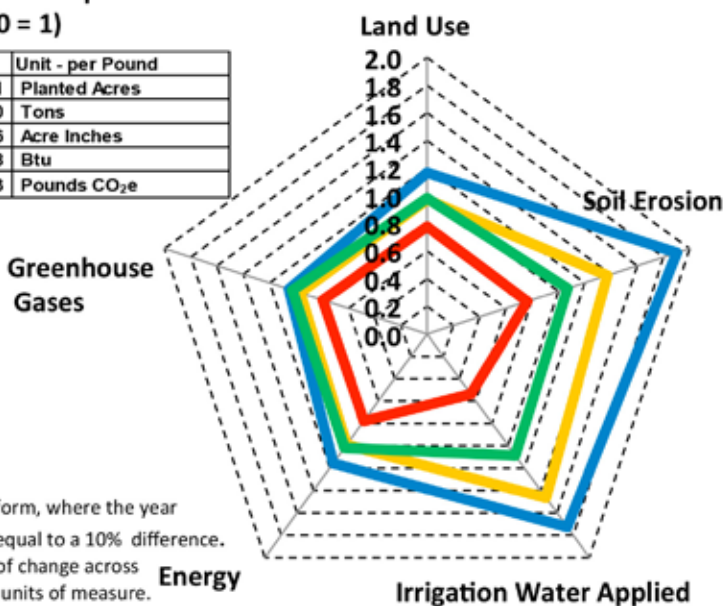 0 = 1)
Unit - per Pound
Planted Acres
Tons
Acre Inches
Btu
Pounds CO₂e
Land Use
2.0
1.8
1.6
1.4
1.2
1.0
0.8
0.6
0.4
0.2
0.0
Soil Erosion
Greenhouse
Gases
form, where the year
equal to a 10% difference.
of change across
units of measure.
Energy
Irrigation Water Applied